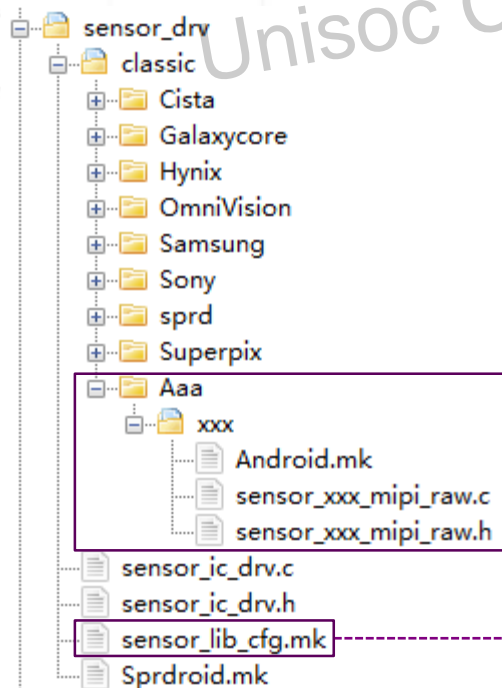 Unisoc C
sensor_drv
classic
Cista
Galaxycore
Hynix
OmniVision
Samsung
Sony
sprd
Superpix
Aaa
xxx
Android.mk
sensor_xxx_mipi_raw.c
sensor_xxx_mipi_raw.h
sensor_ic_drv.c
sensor_ic_drv.h
sensor_lib_cfg.mk
Sprdroid.mk